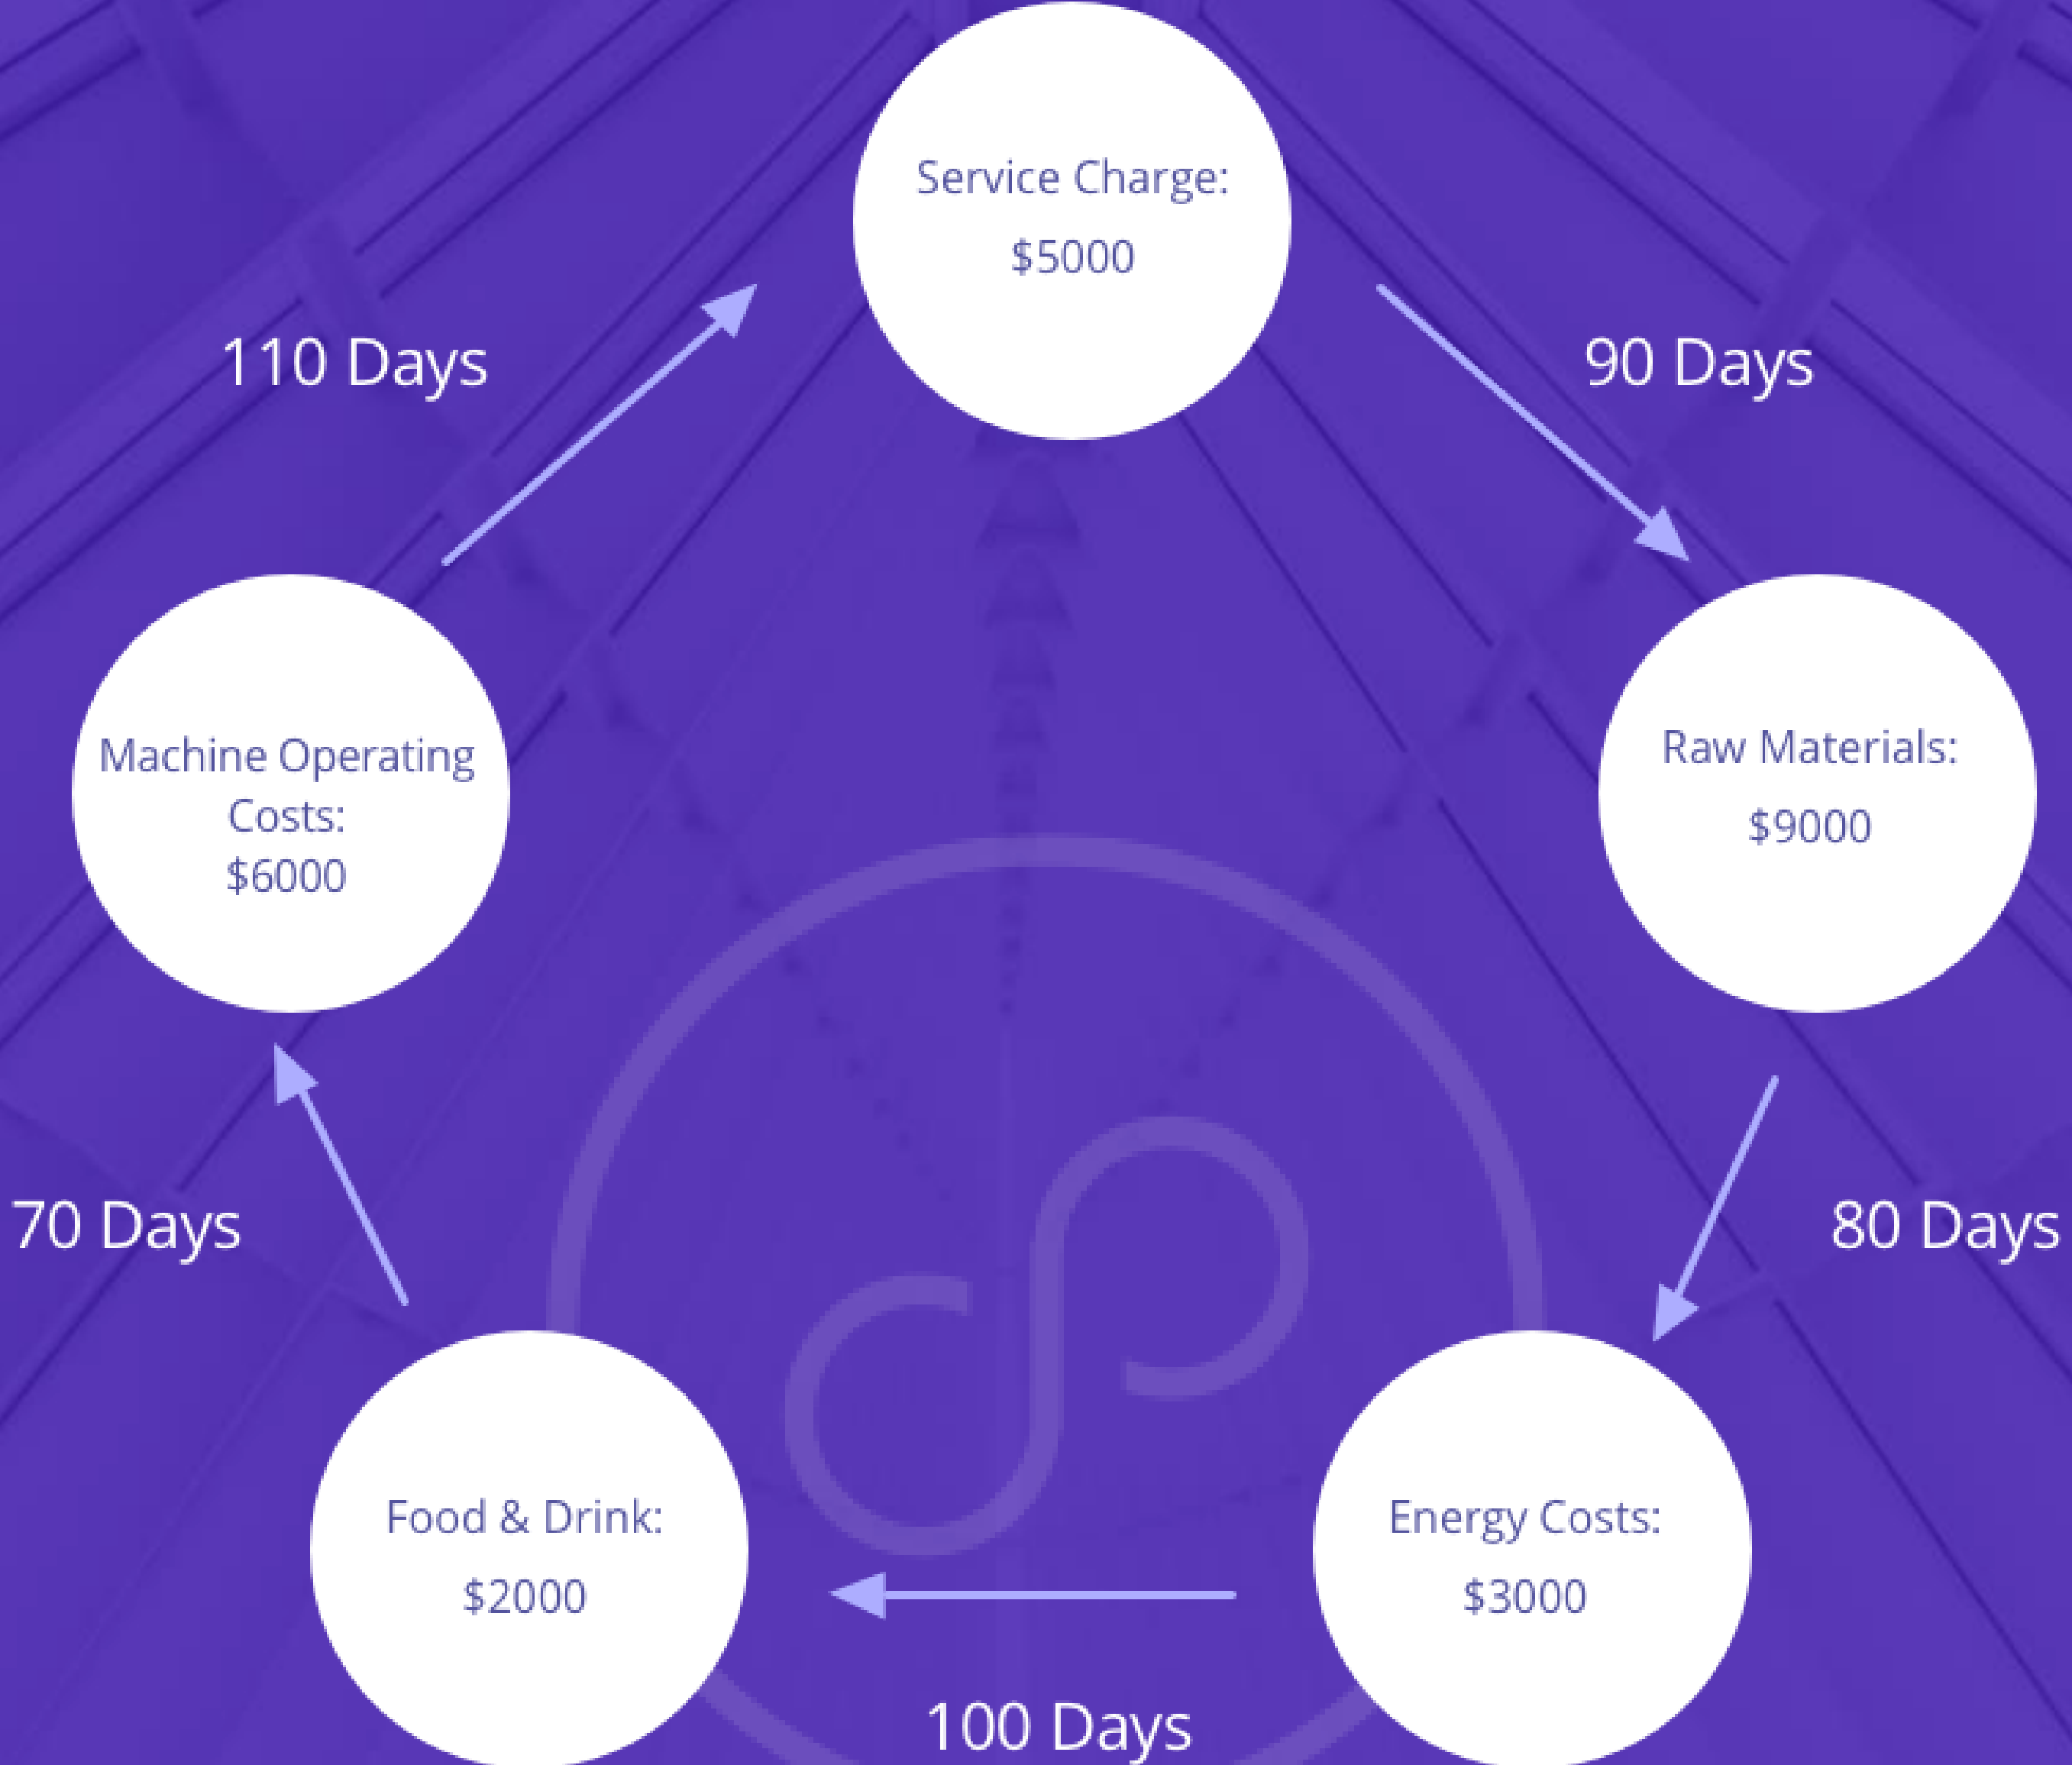 Service Charge:
$5000
110 Days
90 Days
Machine Operating
Costs:
$6000
Raw Materials:
$9000
70 Days
80 Days
Food & Drink:
$2000
Energy Costs:
$3000
100 Days